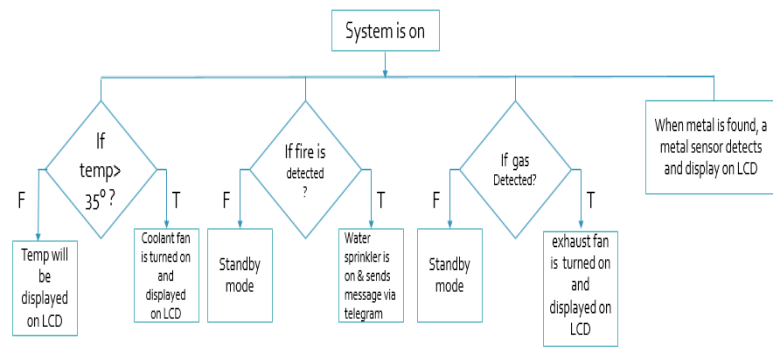 System is on
If
temp>
35⁰ ?
If fire is
detected
?
If gas
Detected?
When metal is found, a
metal sensor detects
and display on LCD
F
T
F
T
F
T
Temp will
be
displayed
on LCD
Coolant fan
is turned on
and
displayed
on LCD
Standby
mode
Water
sprinkler is
on & sends
message via
telegram
Standby
mode
exhaust fan
is turned on
and
displayed on
LCD